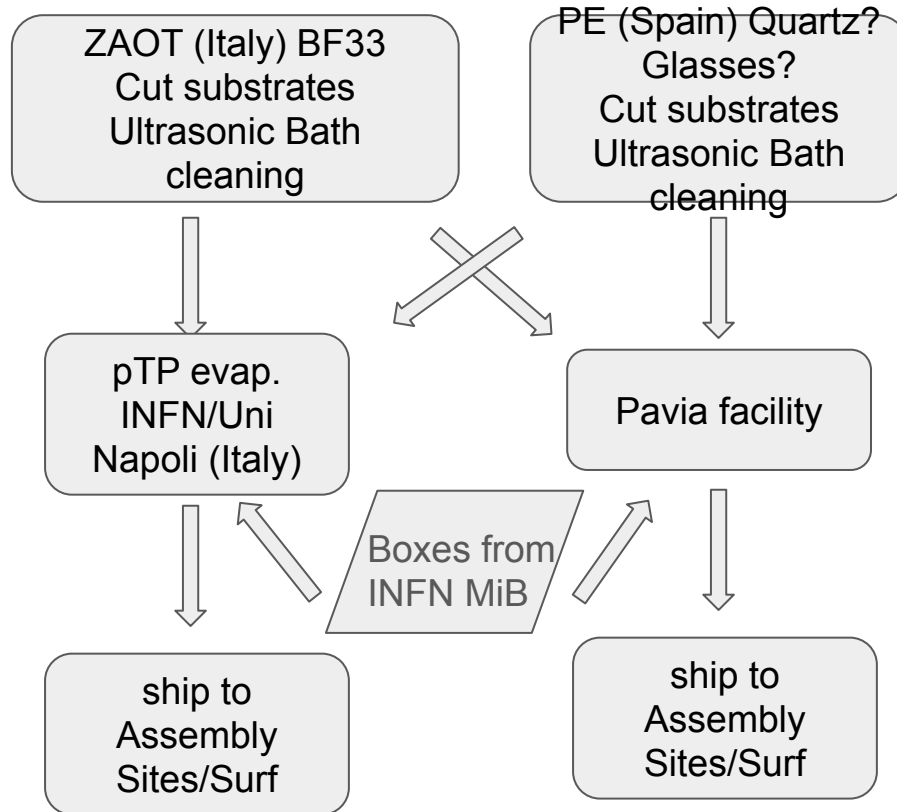 ZAOT (Italy) BF33
Cut substrates
Ultrasonic Bath
cleaning
PE (Spain) Quartz?
Glasses?
Cut substrates
Ultrasonic Bath
cleaning
pTP evap.
INFN/Uni
Napoli (Italy)
Pavia facility
Boxes from
INFN MiB
ship to
Assembly
Sites/Surf
ship to
Assembly
Sites/Surf